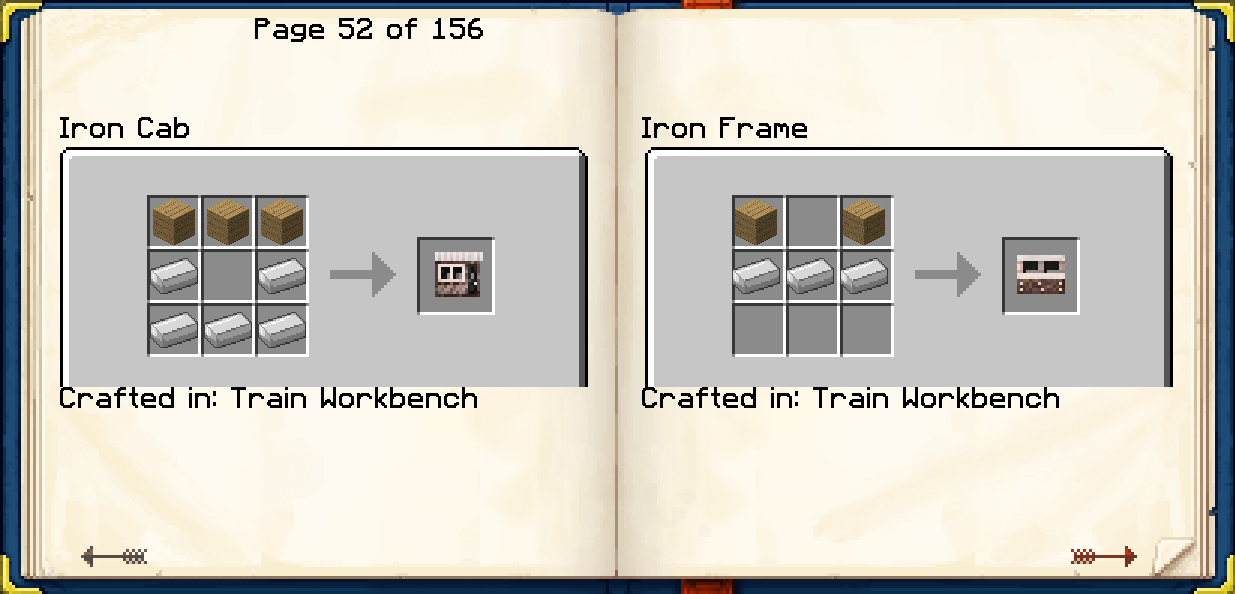 Page 52 of 156
Iron Cab
Crafted in: Train Workbench
Iron Frame
Crafted in: Train Workbench